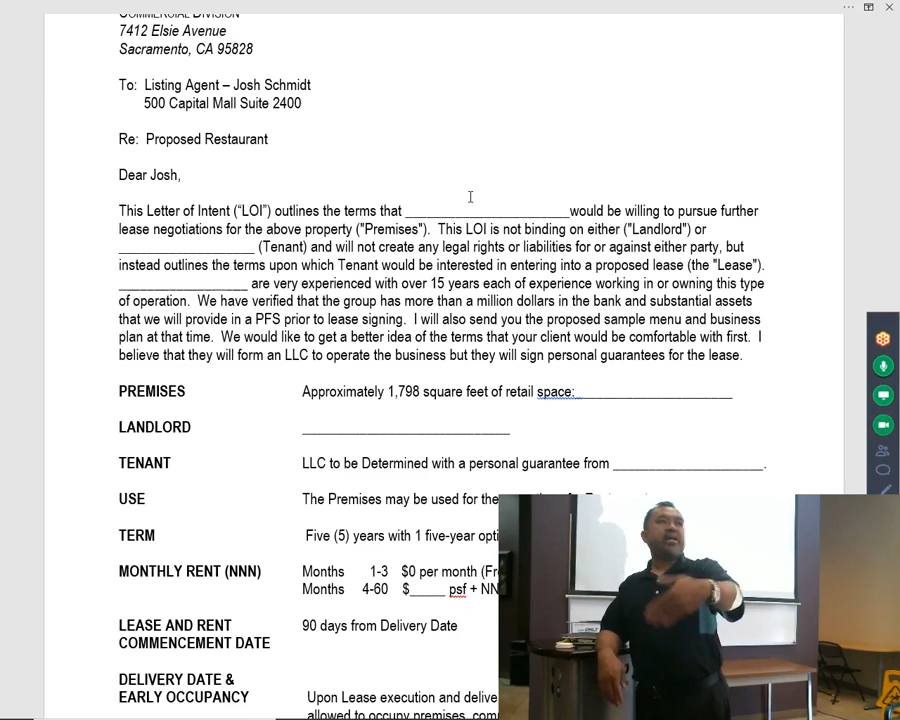 COMMERCIAL DIVISION
7412 Elsie Avenue
Sacramento, CA 95828
To: Listing Agent – Josh Schmidt
500 Capital Mall Suite 2400
Re: Proposed Restaurant
Dear Josh,
This Letter of Intent (“LOI”) outlines the terms that _______________________would be willing to pursue further
lease negotiations for the above property ("Premises"). This LOI is not binding on either ("Landlord") or
___________________ (Tenant) and will not create any legal rights or liabilities for or against either party, but
instead outlines the terms upon which Tenant would be interested in entering into a proposed lease (the "Lease").
__________________ are very experienced with over 15 years each of experience working in or owning this type
of operation. We have verified that the group has more than a million dollars in the bank and substantial assets
that we will provide in a PFS prior to lease signing. I will also send you the proposed sample menu and business
plan at that time. We would like to get a better idea of the terms that your client would be comfortable with first. I
believe that they will form an LLC to operate the business but they will sign personal guarantees for the lease.
PREMISES Approximately 1,798 square feet of retail space:______________________
LANDLORD _____________________________
TENANT LLC to be Determined with a personal guarantee from _____________________.
USE The Premises may be used for the
TERM Five (5) years with 1 five-year opti
MONTHLY RENT (NNN) Months 1-3 $0 per month (Fr
Months 4-60 $_____ psf + NN
LEASE AND RENT 90 days from Delivery Date
COMMENCEMENT DATE
DELIVERY DATE &
EARLY OCCUPANCY Upon Lease execution and delive
allowed to occupy premises, com